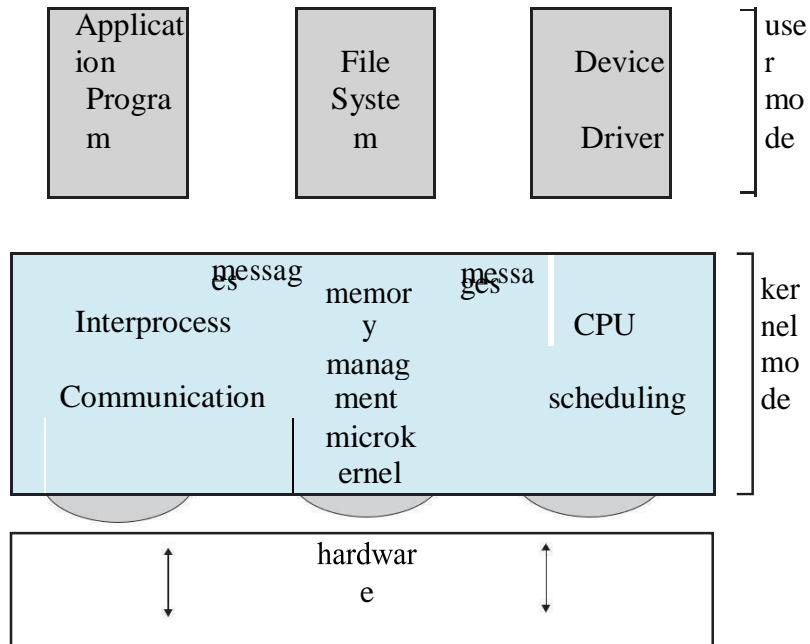 Applicat
ion
Progra
m
File
Syste
m
Device
Driver
use
r
mo
de
messag
es
messa
ges
Interprocess
Communication
memor
y
manag
ment
microk
ernel
CPU
scheduling
ker
nel
mo
de
hardwar
e